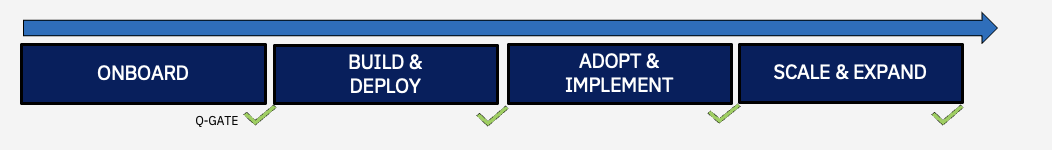 ONBOARD
BUILD &
DEPLOY
ADOPT &
IMPLEMENT
SCALE & EXPAND
Q-GATE